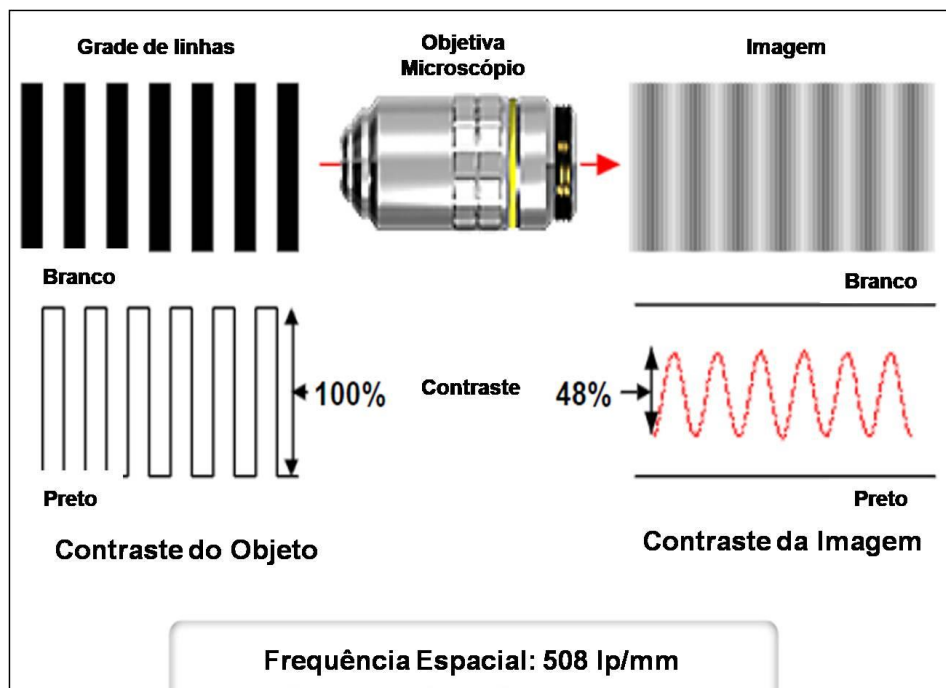 Grade de linhas
Objetiva
Microscópio
Imagem
Branco
Branco
100%
Contraste
48%
Preto
Preto
Contraste do Objeto
Contraste da Imagem
Frequência Espacial: 508 lp/mm